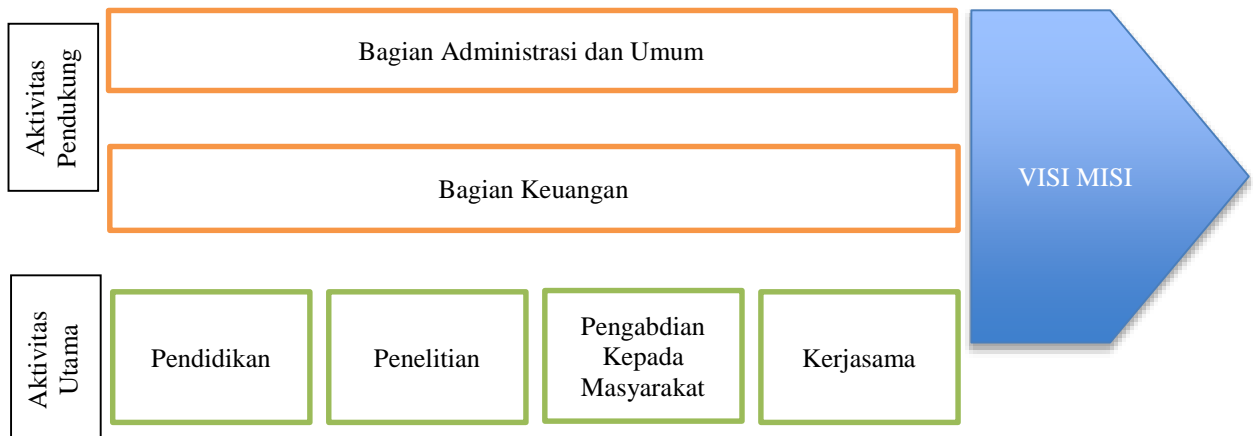 Aktivitas
Pendukung
Bagian Administrasi dan Umum
Bagian Keuangan
VISI MISI
Aktivitas
Utama
Pendidikan
Penelitian
Pengabdian
Kepada
Masyarakat
Kerjasama